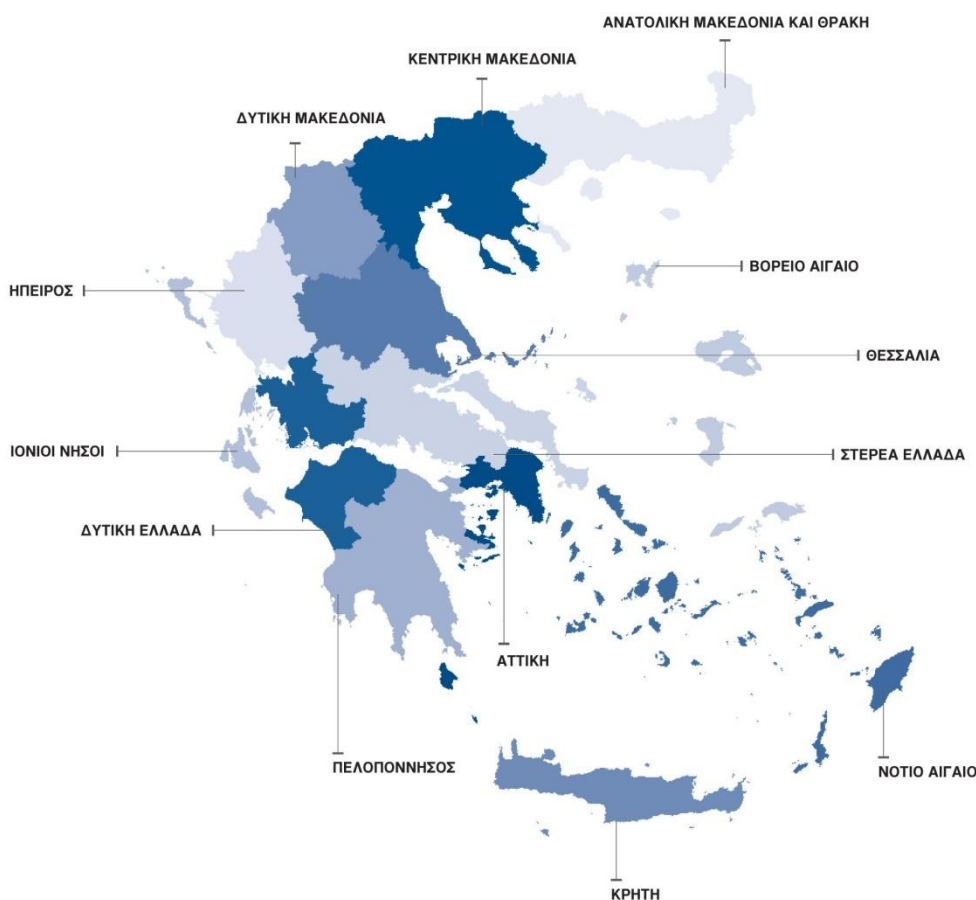 ΑΝΑΤΟΛΙΚΗ ΜΑΚΕΔΟΝΙΑ ΚΑΙ ΘΡΑΚΗ
ΚΕΝΤΡΙΚΗ ΜΑΚΕΔΟΝΙΑ
ΔΥΤΙΚΗ ΜΑΚΕΔΟΝΙΑ
ΒΟΡΕΙΟ ΑΙΓΑΙΟ
ΗΠΕΙΡΟΣ
ΘΕΣΣΑΛΙΑ
ΙΟΝΙΟΙ ΝΗΣΟΙ
ΣΤΕΡΕΑ ΕΛΛΑΔΑ
ΔΥΤΙΚΗ ΕΛΛΑΔΑ
ΑΤΤΙΚΗ
ΠΕΛΟΠΟΝΝΗΣΟΣ
ΝΟΤΙΟ ΑΙΓΑΙΟ
ΚΡΗΤΗ